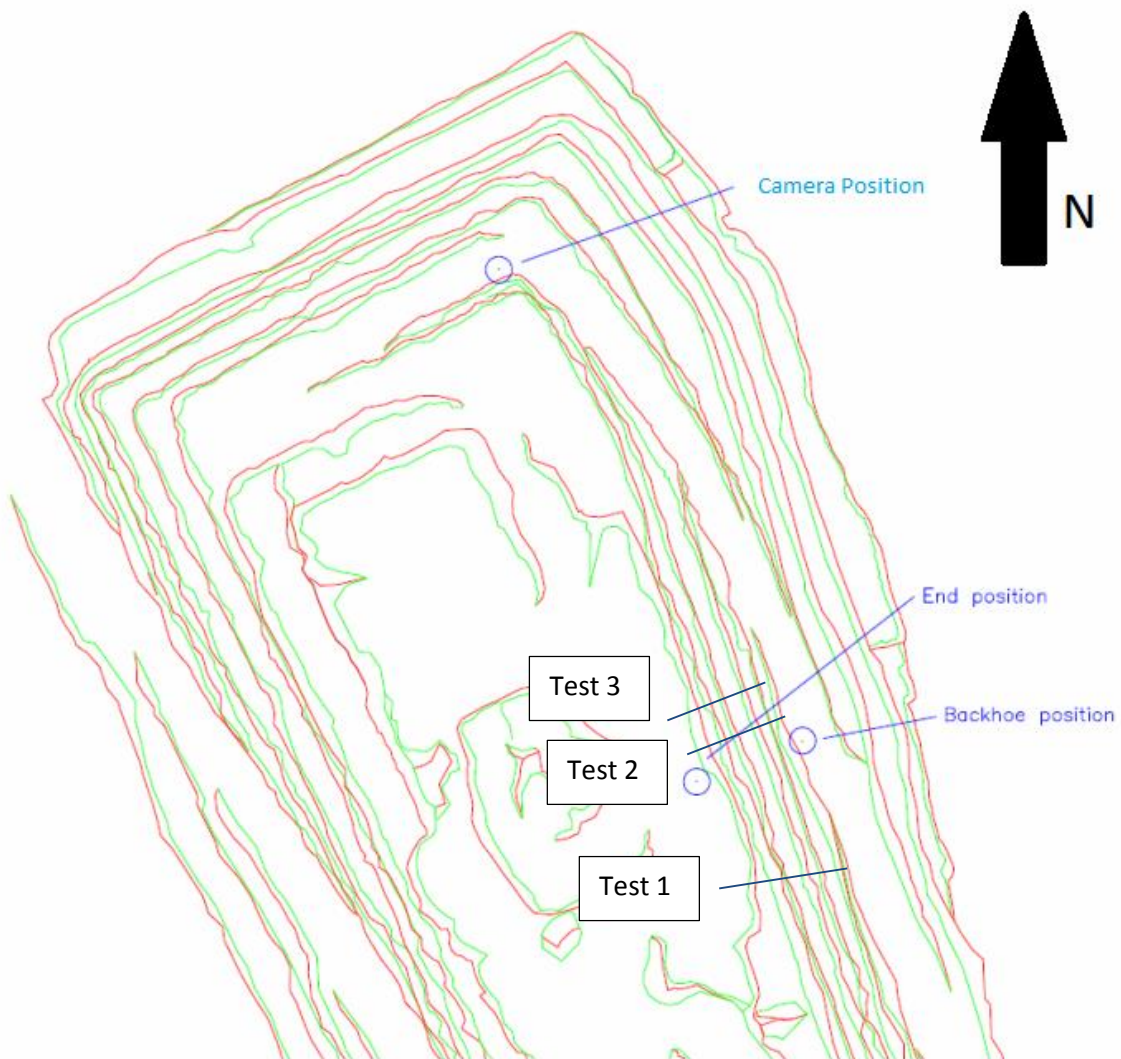 Camera Position
N
End position
Test 3
Backhoe position
Test 2
Test 1